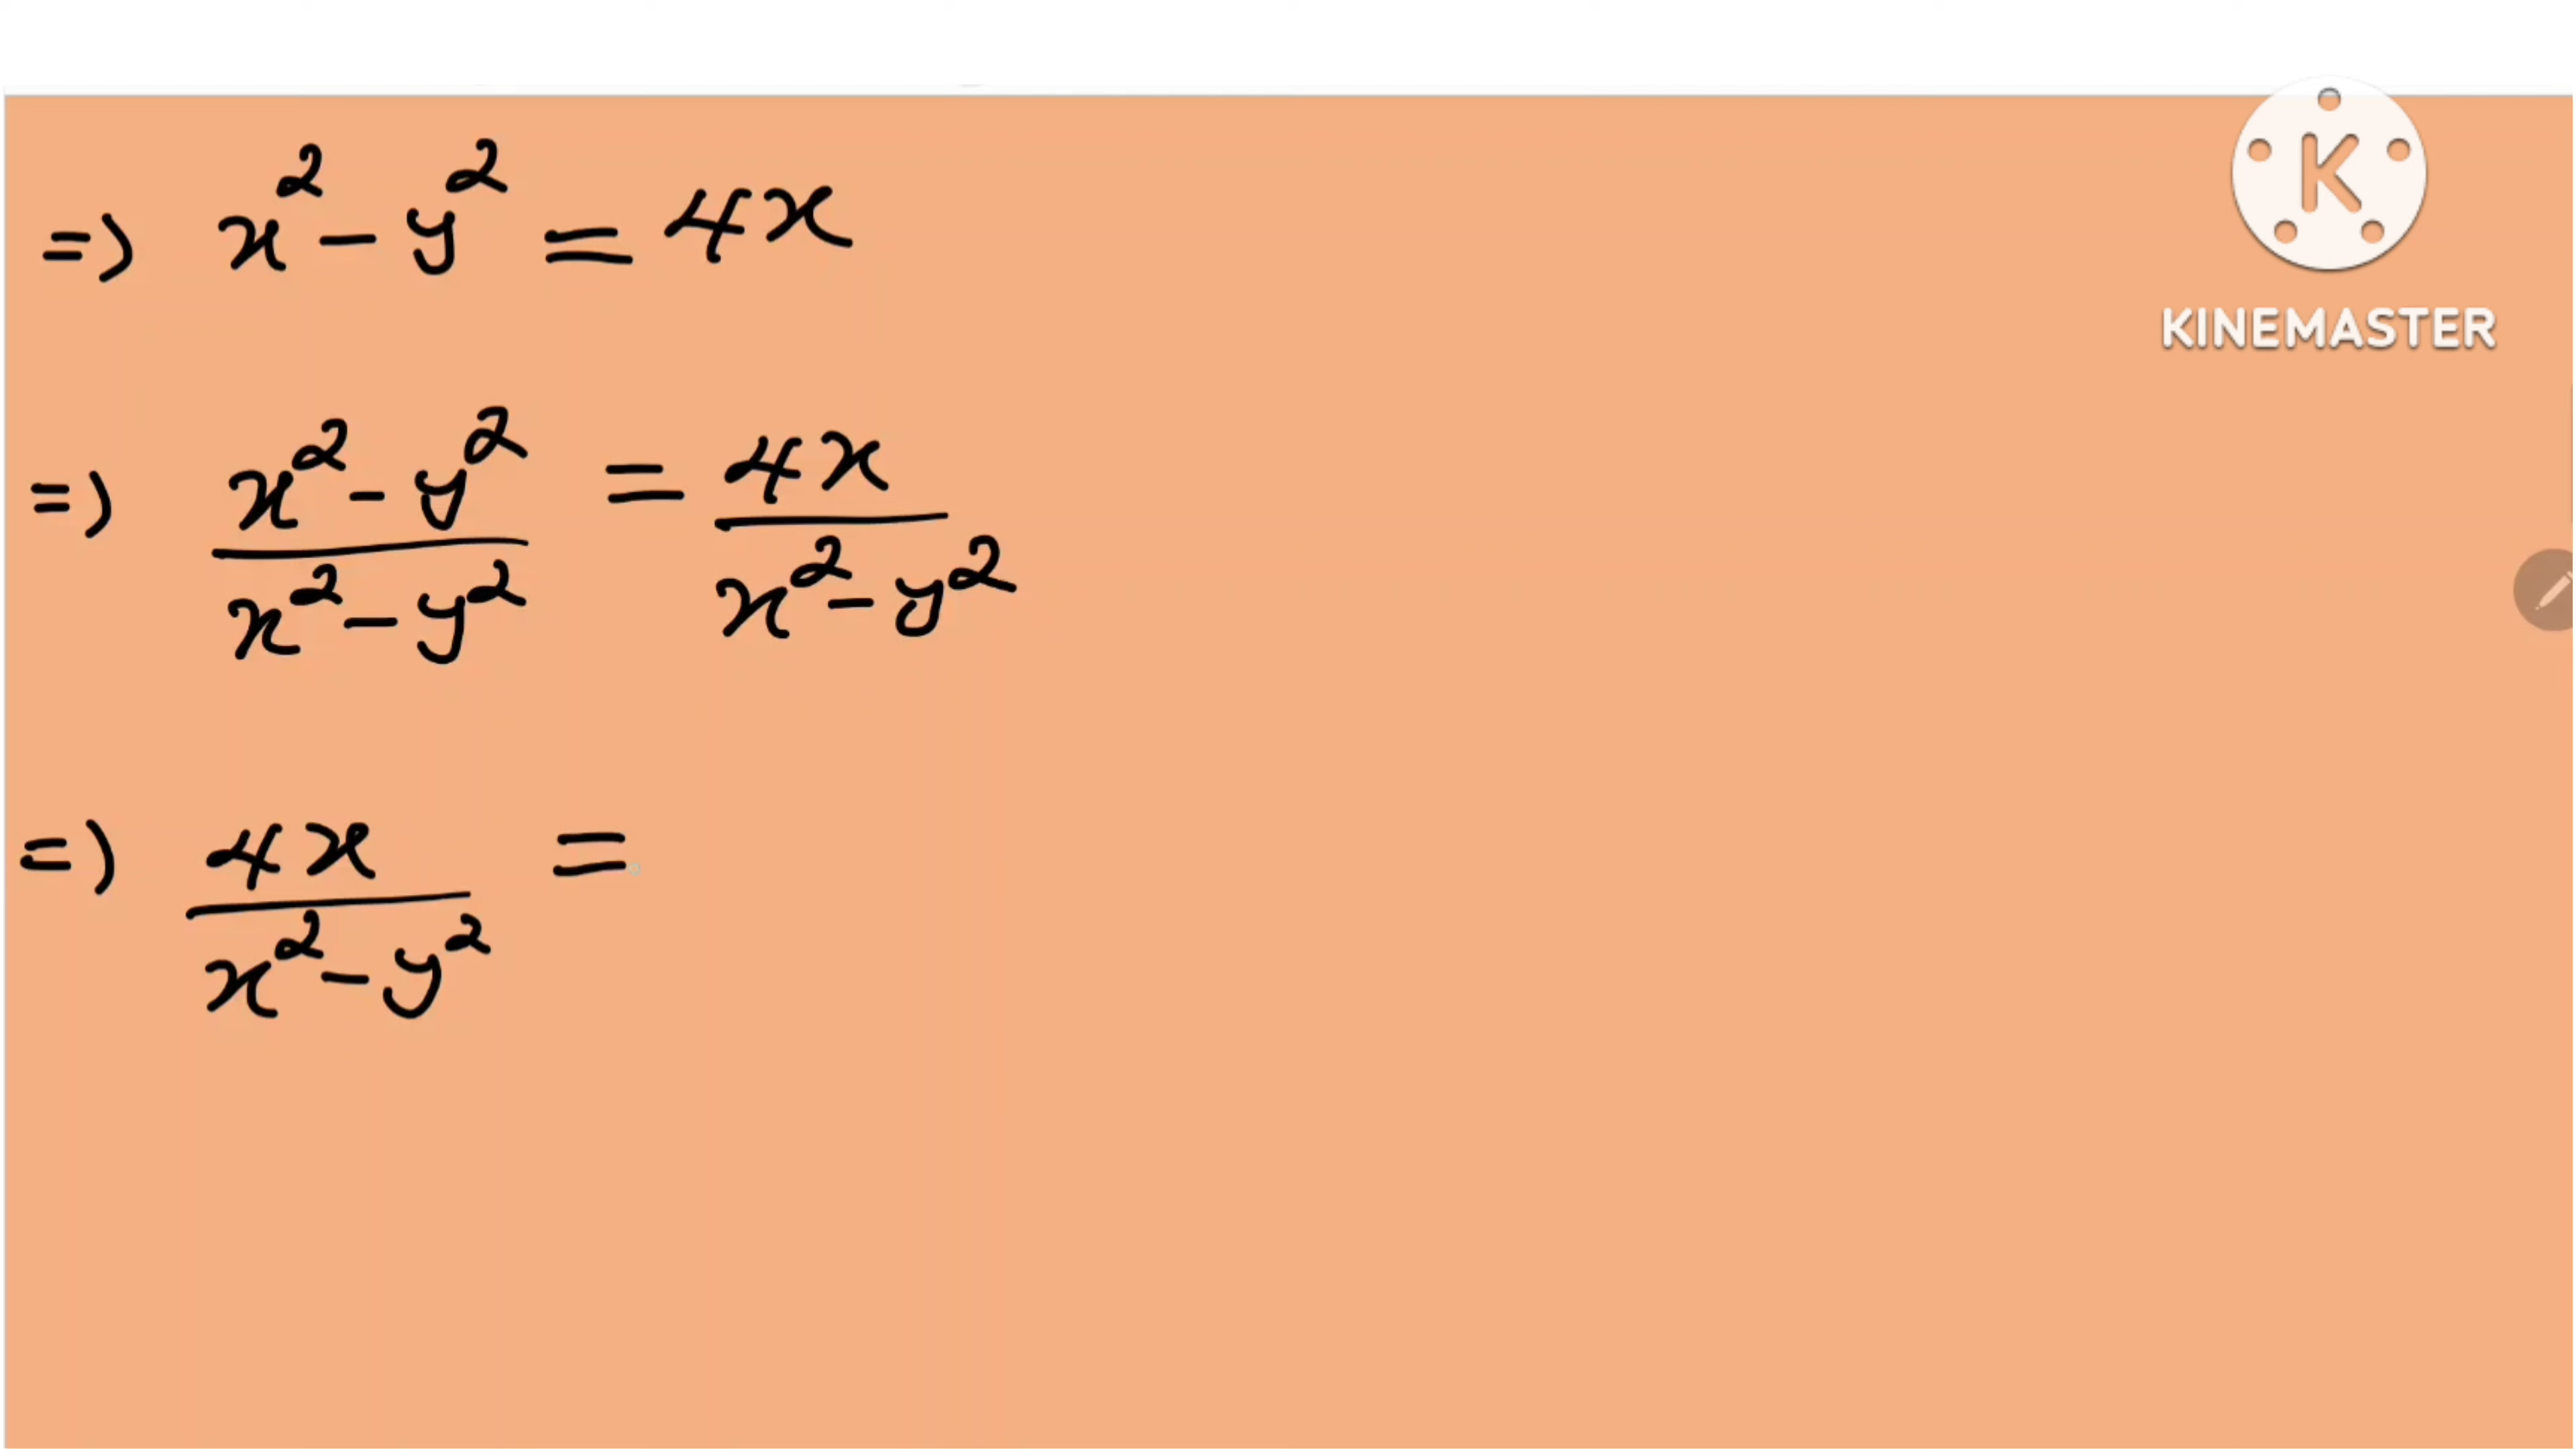 => x² - y² = 4x
K
KINEMASTER
=> (x² - y²)/(x² - y²) = 4x/(x² - y²)
=> 4x/(x² - y²) =